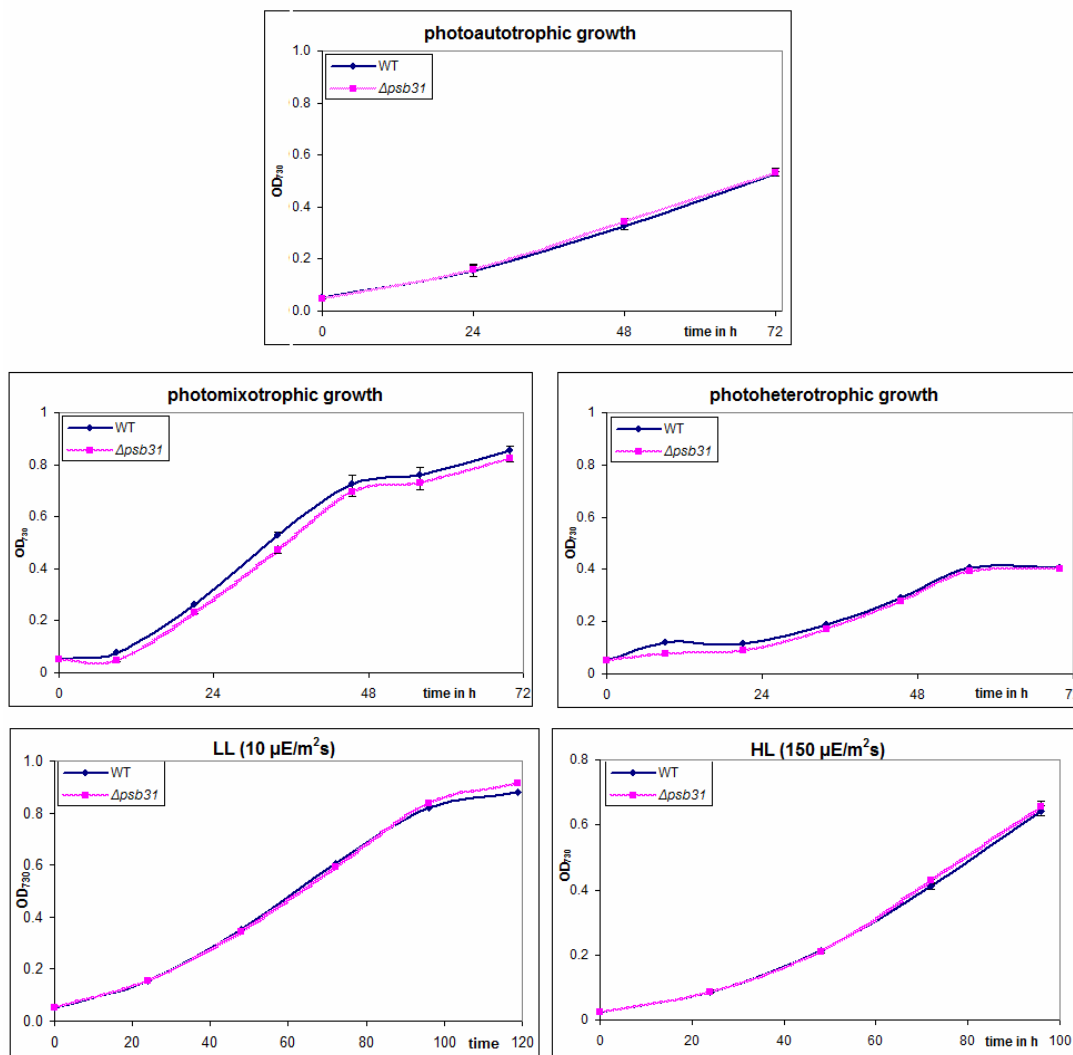 photoautotrophic growth
1.0
WT
Δpsb31
0.8
0.6
OD730
0.4
0.2
0.0
0 24 48 time in h 72
photomixotrophic growth
1
WT
Δpsb31
0.8
0.6
OD730
0.4
0.2
0
0 24 48 time in h 72
photoheterotrophic growth
1
WT
Δpsb31
0.8
0.6
OD730
0.4
0.2
0
0 24 48 time in h 72
LL (10 µE/m²s)
1.0
WT
Δpsb31
0.8
0.6
OD730
0.4
0.2
0.0
0 20 40 60 80 100 time 120
HL (150 µE/m²s)
0.8
WT
Δpsb31
0.6
OD730
0.4
0.2
0
0 20 40 60 80 time in h 100